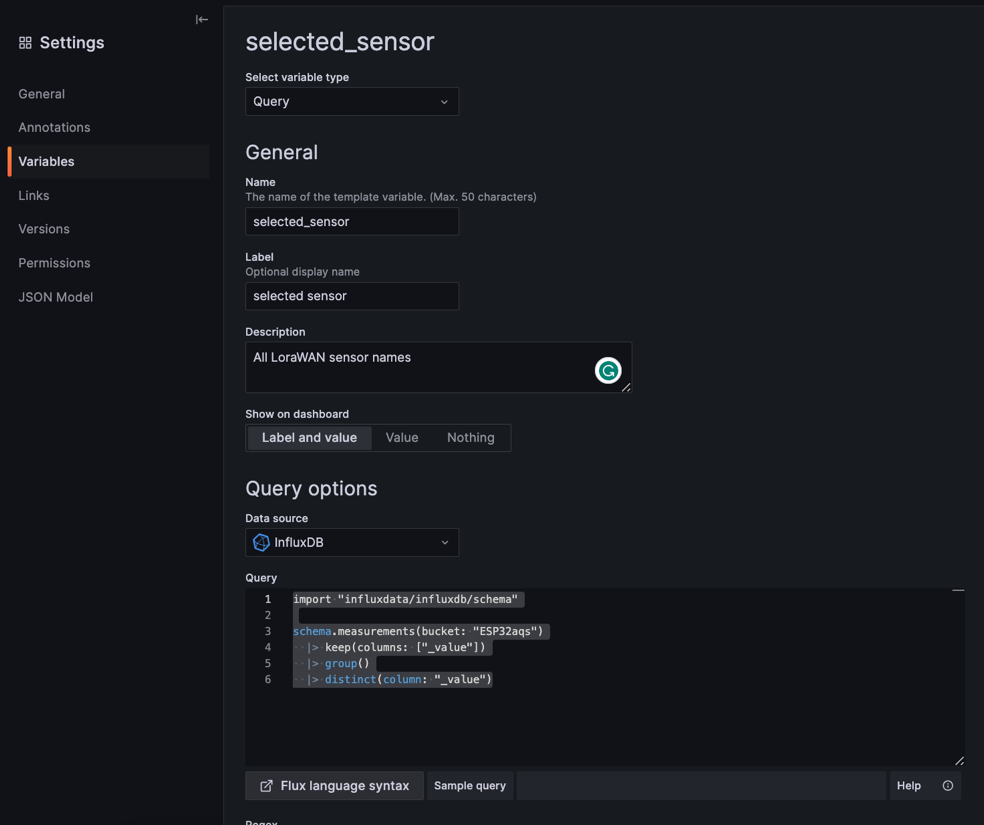 Settings
General
Annotations
Variables
Links
Versions
Permissions
JSON Model
selected_sensor
Select variable type
Query
General
Name
The name of the template variable. (Max. 50 characters)
selected_sensor
Label
Optional display name
selected sensor
Description
All LoraWAN sensor names
Show on dashboard
Label and value Value Nothing
Query options
Data source
InfluxDB
Query
1 import "influxdata/influxdb/schema"
2
3 schema.measurements(bucket: "ESP32aqs")
4 |> keep(columns: ["_value"])
5 |> group()
6 |> distinct(column: "_value")
Flux language syntax Sample query Help